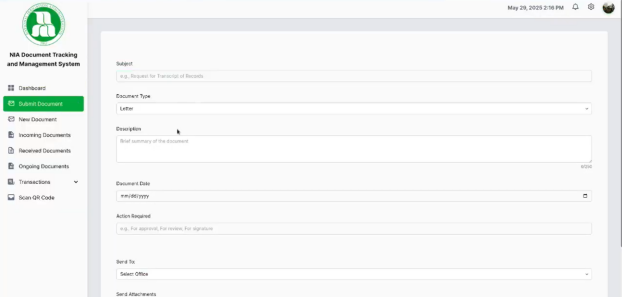 May 29, 2025 2:16 PM
NIA Document Tracking
and Management System
Dashboard
Submit Document
New Document
Incoming Documents
Received Documents
Ongoing Documents
Transactions
Scan QR Code
Subject
e.g., Request for Transcript of Records
Document Type
Letter
Description
Brief summary of the document
Document Date
mm/dd/yyyy
Action Required
e.g., For approval, For review, For signature
Send To:
Select Office
Send Attachments